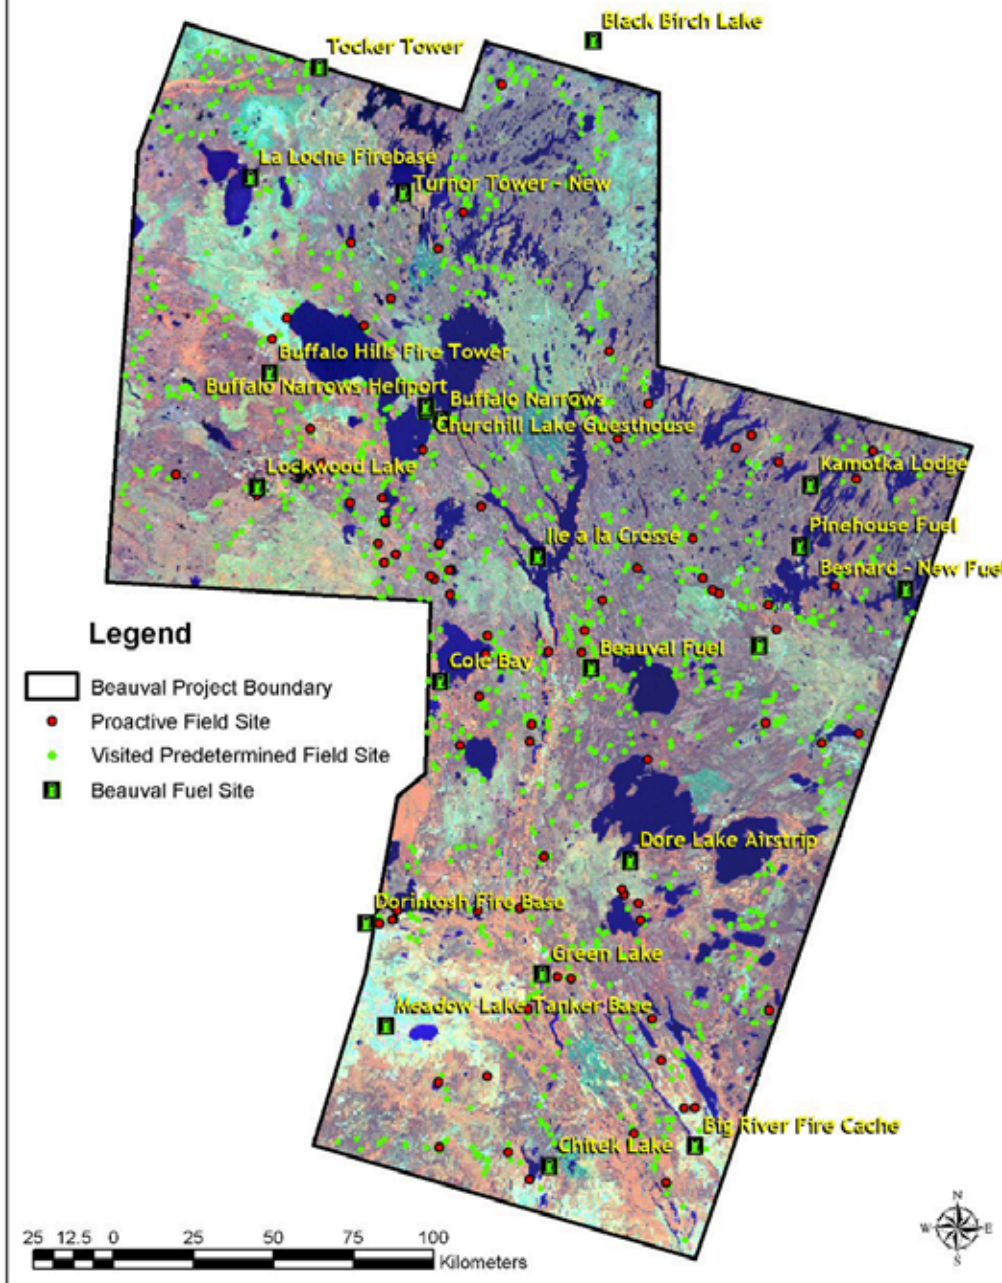 Black Birch Lake
Tocker Tower
La Loche Firebase
Turnor Tower - New
Buffalo Hills Fire Tower
Buffalo Narrows Heliport
Buffalo Narrows
Churchill Lake Guesthouse
Lockwood Lake
Kamotka Lodge
Pinehouse Fuel
Ile a la Crosse
Besnard - New Fuel
Legend
Beauval Project Boundary
Proactive Field Site
Visited Predetermined Field Site
Beauval Fuel Site
Cole Bay
Beauval Fuel
Dore Lake Airstrip
Dorintosh Fire Base
Green Lake
Meadow Lake Tanker Base
Big River Fire Cache
Chitek Lake
N
W E
S
25 12.5 0 25 50 75 100
Kilometers